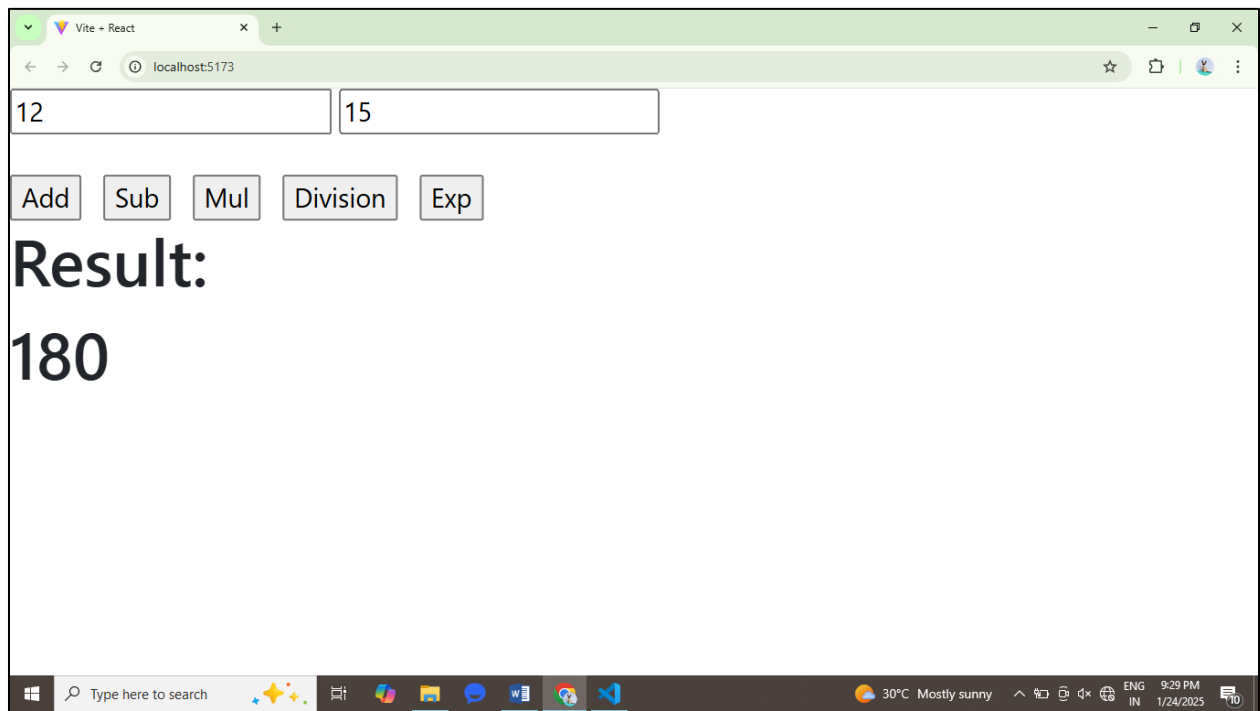 Vite + React
localhost:5173
12 15
Add Sub Mul Division Exp
Result:
180
Type here to search 30°C Mostly sunny ENG 9:29 PM
IN 1/24/2025 10